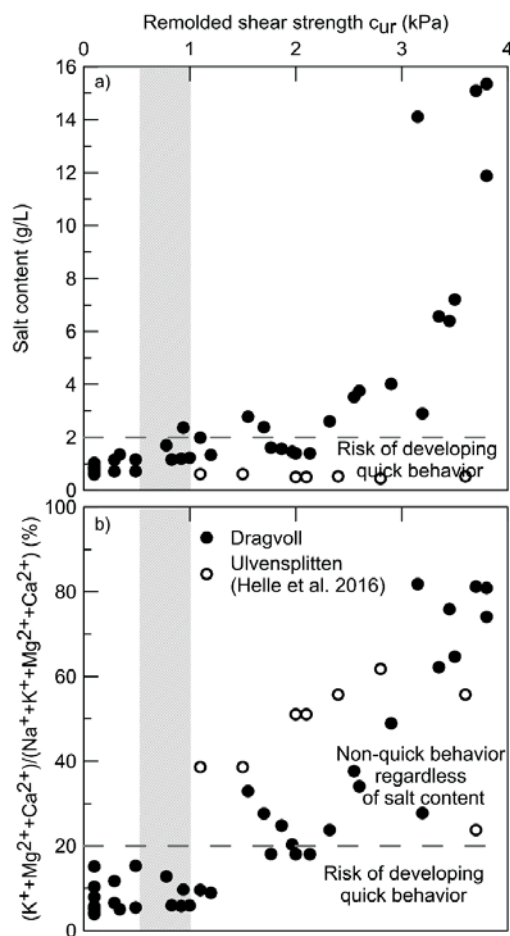 Remolded shear strength cur (kPa)
0 1 2 3 4
a)
16
14
12
10
8
6
4
2
0
Salt content (g/L)
Risk of developing
quick behavior
b)
100
80
60
40
20
0
(K⁺+Mg²⁺+Ca²⁺)/(Na⁺+K⁺+Mg²⁺+Ca²⁺) (%)
Dragvoll
Ulvensplitten
(Helle et al. 2016)
Non-quick behavior
regardless
of salt content
Risk of developing
quick behavior